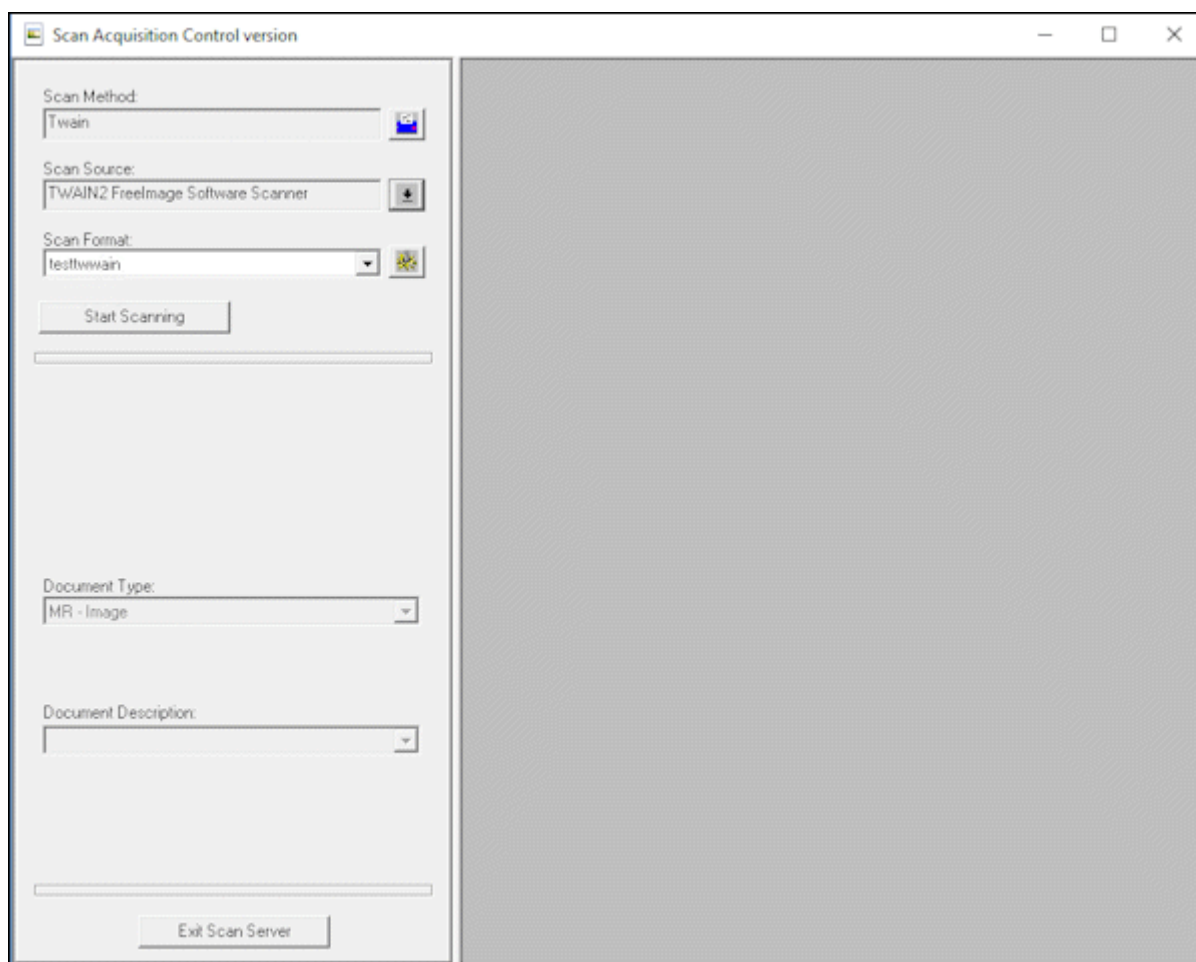 Scan Acquisition Control version
Scan Method:
Twain
Scan Source:
TWAIN2 FreeImage Software Scanner
Scan Format:
testtwwain
Start Scanning
Document Type:
MR - Image
Document Description:
Exit Scan Server